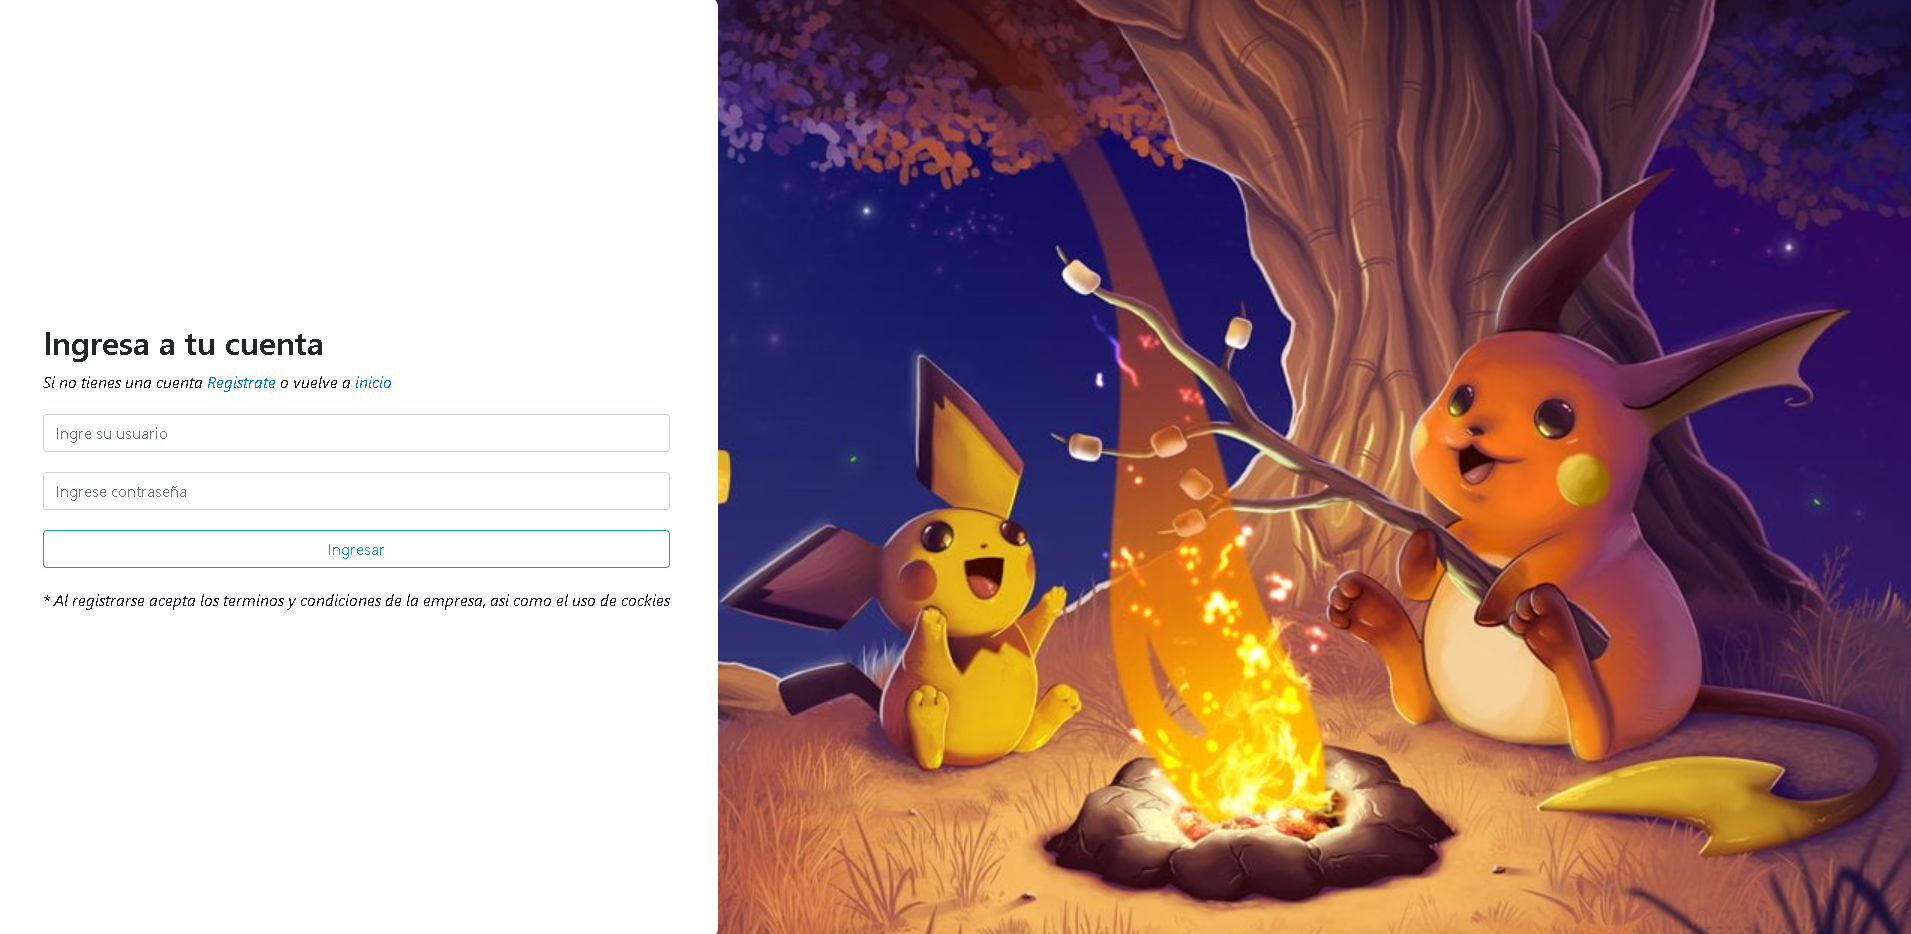 Ingresa a tu cuenta
Si no tienes una cuenta Registrate o vuelve a inicio
Ingre su usuario
Ingrese contraseña
Ingresar
* Al registrarse acepta los terminos y condiciones de la empresa, asi como el uso de cockies